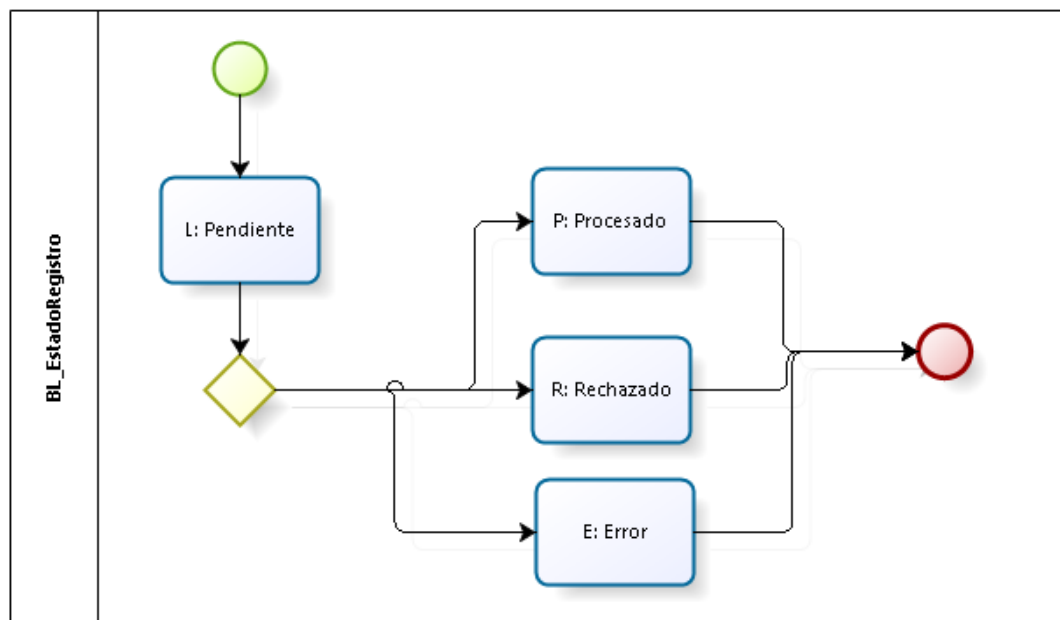 BL_EstadoRegistro
L: Pendiente
P: Procesado
R: Rechazado
E: Error